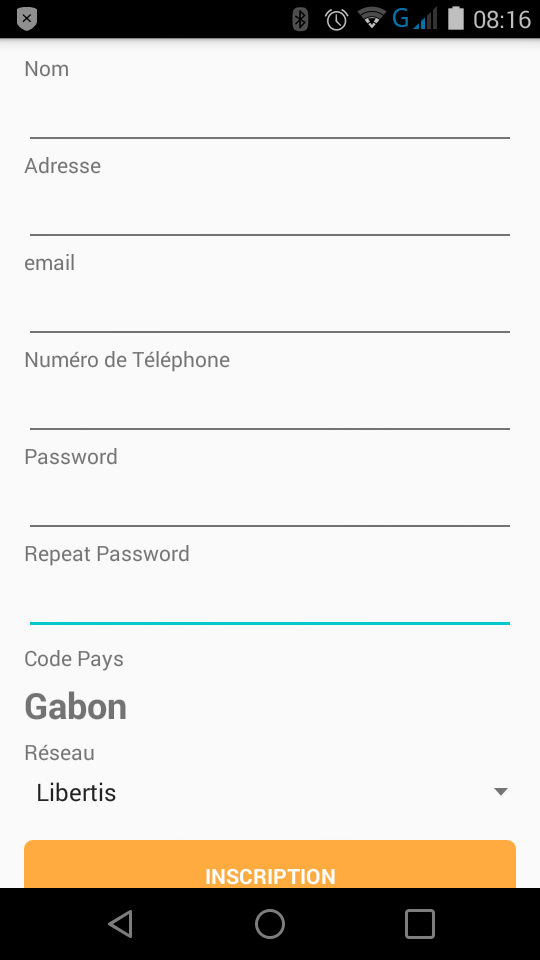 G 08:16
Nom
Adresse
email
Numéro de Téléphone
Password
Repeat Password
Code Pays
Gabon
Réseau
Libertis
INSCRIPTION